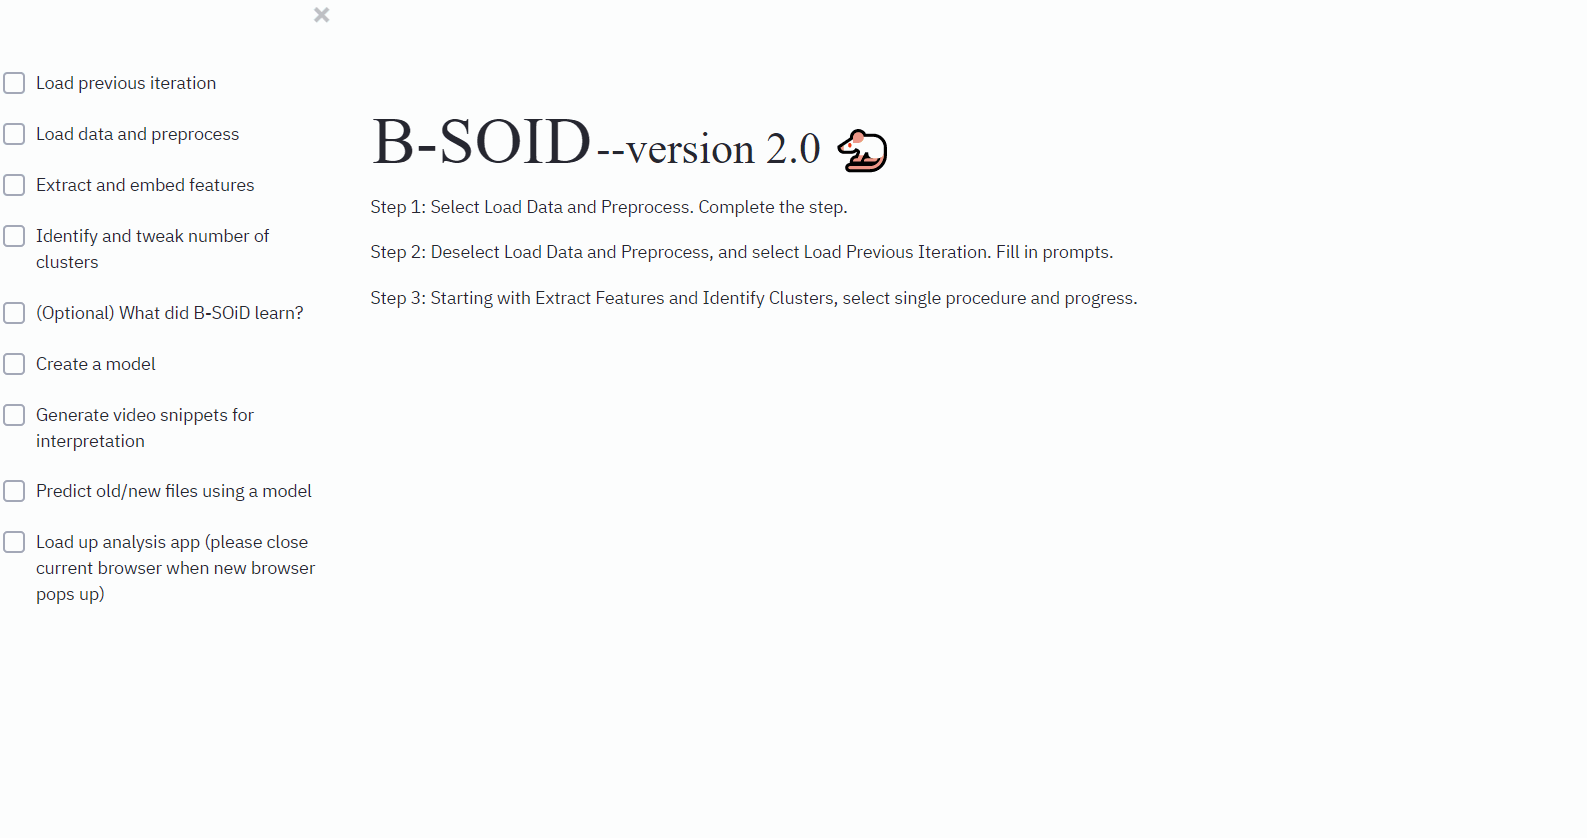 Load previous iteration
Load data and preprocess
Extract and embed features
Identify and tweak number of
clusters
(Optional) What did B-SOiD learn?
Create a model
Generate video snippets for
interpretation
Predict old/new files using a model
Load up analysis app (please close
current browser when new browser
pops up)
B-SOID --version 2.0
Step 1: Select Load Data and Preprocess. Complete the step.
Step 2: Deselect Load Data and Preprocess, and select Load Previous Iteration. Fill in prompts.
Step 3: Starting with Extract Features and Identify Clusters, select single procedure and progress.